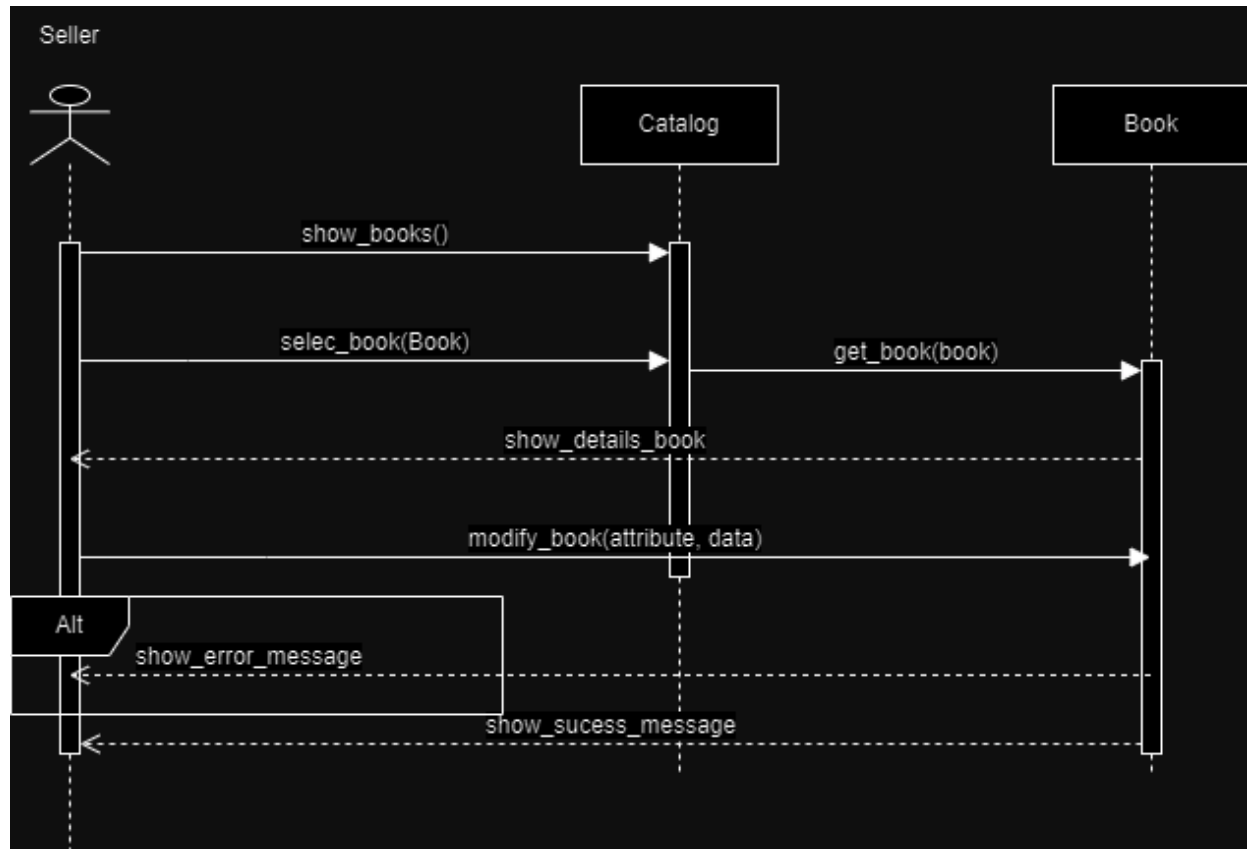 Seller
Catalog
Book
show_books()
selec_book(Book)
get_book(book)
show_details_book
modify_book(attribute, data)
Alt
show_error_message
show_sucess_message